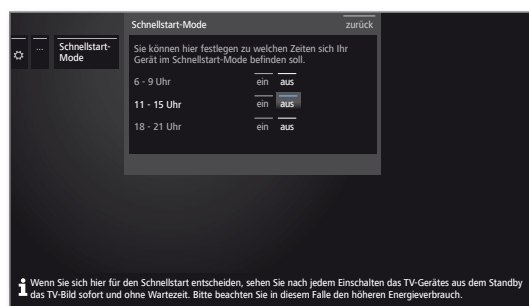 Schnellstart-Mode zurück
... Schnellstart-
Mode
Sie können hier festlegen zu welchen Zeiten sich Ihr
Gerät im Schnellstart-Mode befinden soll.
6 - 9 Uhr ein aus
11 - 15 Uhr ein aus
18 - 21 Uhr ein aus
Wenn Sie sich hier für den Schnellstart entscheiden, sehen Sie nach jedem Einschalten das TV-Gerätes aus dem Standby
das TV-Bild sofort und ohne Wartezeit. Bitte beachten Sie in diesem Falle den höheren Energieverbrauch.